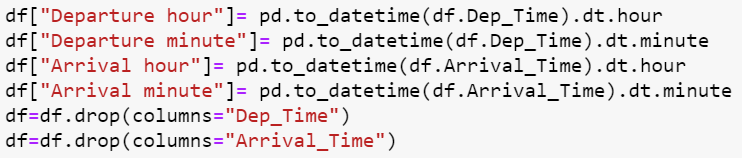 df["Departure hour"]= pd.to_datetime(df.Dep_Time).dt.hour
df["Departure minute"]= pd.to_datetime(df.Dep_Time).dt.minute
df["Arrival hour"]= pd.to_datetime(df.Arrival_Time).dt.hour
df["Arrival minute"]= pd.to_datetime(df.Arrival_Time).dt.minute
df=df.drop(columns="Dep_Time")
df=df.drop(columns="Arrival_Time")